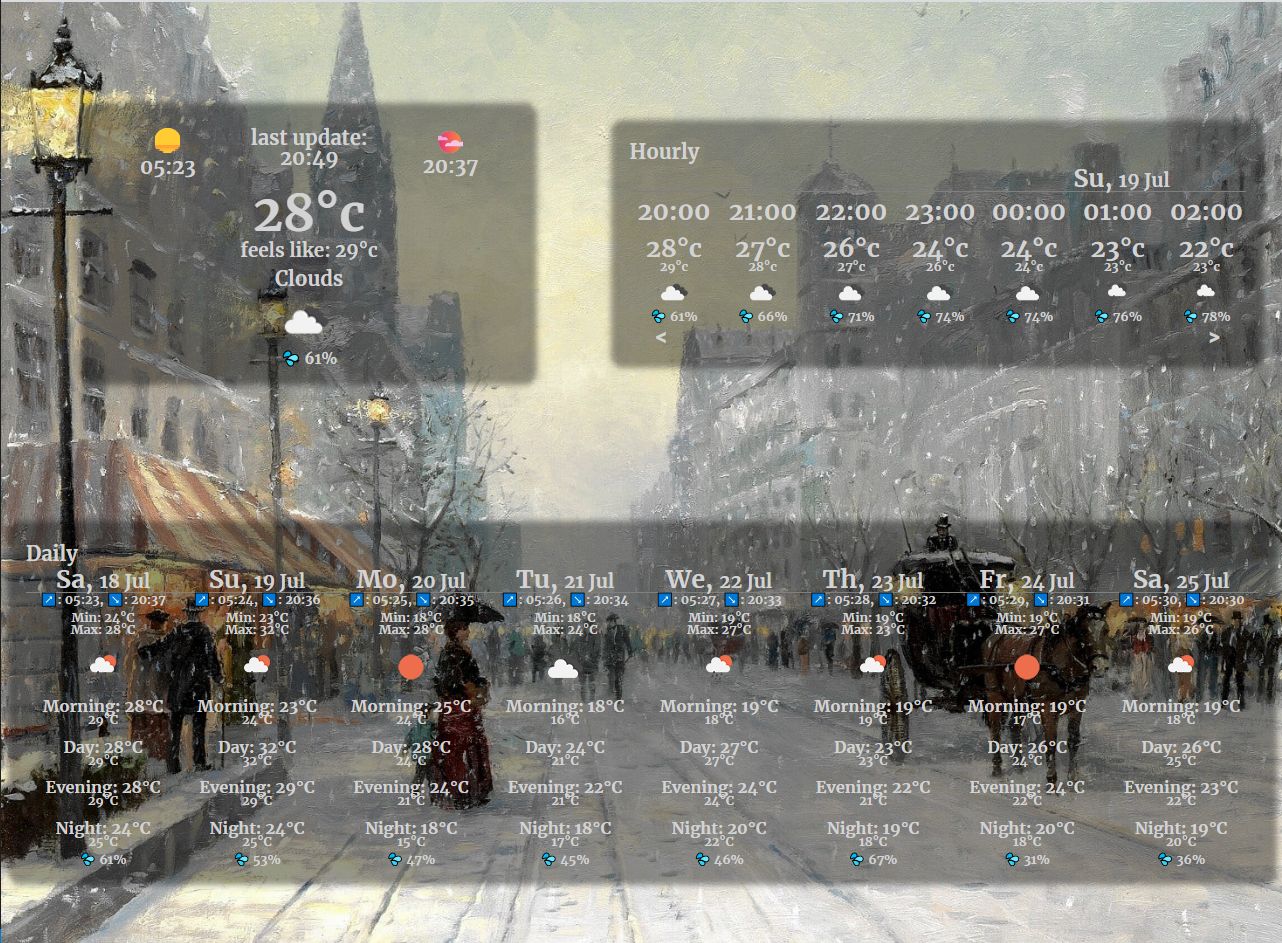 last update:
05:23 20:49 20:37
28°c
feels like: 29°c
Clouds
61%
Hourly
Su, 19 Jul
20:00 21:00 22:00 23:00 00:00 01:00 02:00
28°c 27°c 26°c 24°c 24°c 23°c 22°c
29°c 28°c 27°c 26°c 24°c 23°c 23°c
61% 66% 71% 74% 74% 76% 78%
< >
Daily
Sa, 18 Jul Su, 19 Jul Mo, 20 Jul Tu, 21 Jul We, 22 Jul Th, 23 Jul Fr, 24 Jul Sa, 25 Jul
↗: 05:23, ↘: 20:37 ↗: 05:24, ↘: 20:36 ↗: 05:25, ↘: 20:35 ↗: 05:26, ↘: 20:34 ↗: 05:27, ↘: 20:33 ↗: 05:28, ↘: 20:32 ↗: 05:29, ↘: 20:31 ↗: 05:30, ↘: 20:30
Min: 24°C Min: 23°C Min: 18°C Min: 18°C Min: 19°C Min: 19°C Min: 19°C Min: 19°C
Max: 28°C Max: 32°C Max: 28°C Max: 24°C Max: 27°C Max: 23°C Max: 27°C Max: 26°C
Morning: 28°C Morning: 23°C Morning: 25°C Morning: 18°C Morning: 19°C Morning: 19°C Morning: 19°C Morning: 19°C
29°C 24°C 24°C 16°C 18°C 19°C 17°C 18°C
Day: 28°C Day: 32°C Day: 28°C Day: 24°C Day: 27°C Day: 23°C Day: 26°C Day: 26°C
29°C 32°C 24°C 21°C 27°C 23°C 24°C 25°C
Evening: 28°C Evening: 29°C Evening: 24°C Evening: 22°C Evening: 24°C Evening: 22°C Evening: 24°C Evening: 23°C
29°C 29°C 21°C 21°C 24°C 21°C 22°C 22°C
Night: 24°C Night: 24°C Night: 18°C Night: 18°C Night: 20°C Night: 19°C Night: 20°C Night: 19°C
25°C 25°C 15°C 17°C 22°C 18°C 18°C 20°C
61% 53% 47% 45% 46% 67% 31% 36%